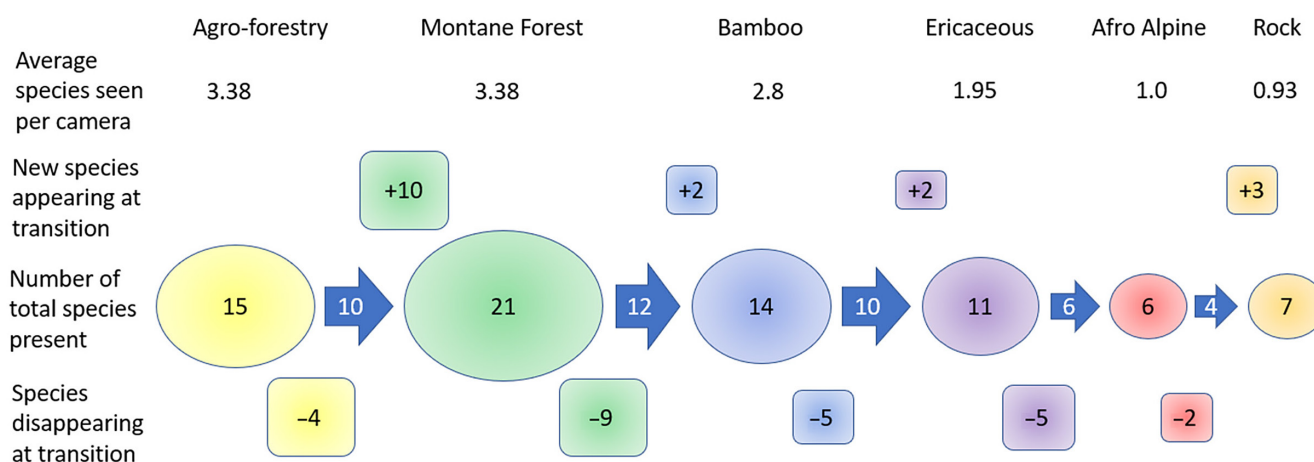 Agro-forestry Montane Forest Bamboo Ericaceous Afro Alpine Rock
Average
species seen
per camera
3.38 3.38 2.8 1.95 1.0 0.93
New species
appearing at
transition
+10 +2 +2 +3
Number of
total species
present
15 10 21 12 14 10 11 6 6 4 7
Species
disappearing
at transition
–4 –9 –5 –5 –2